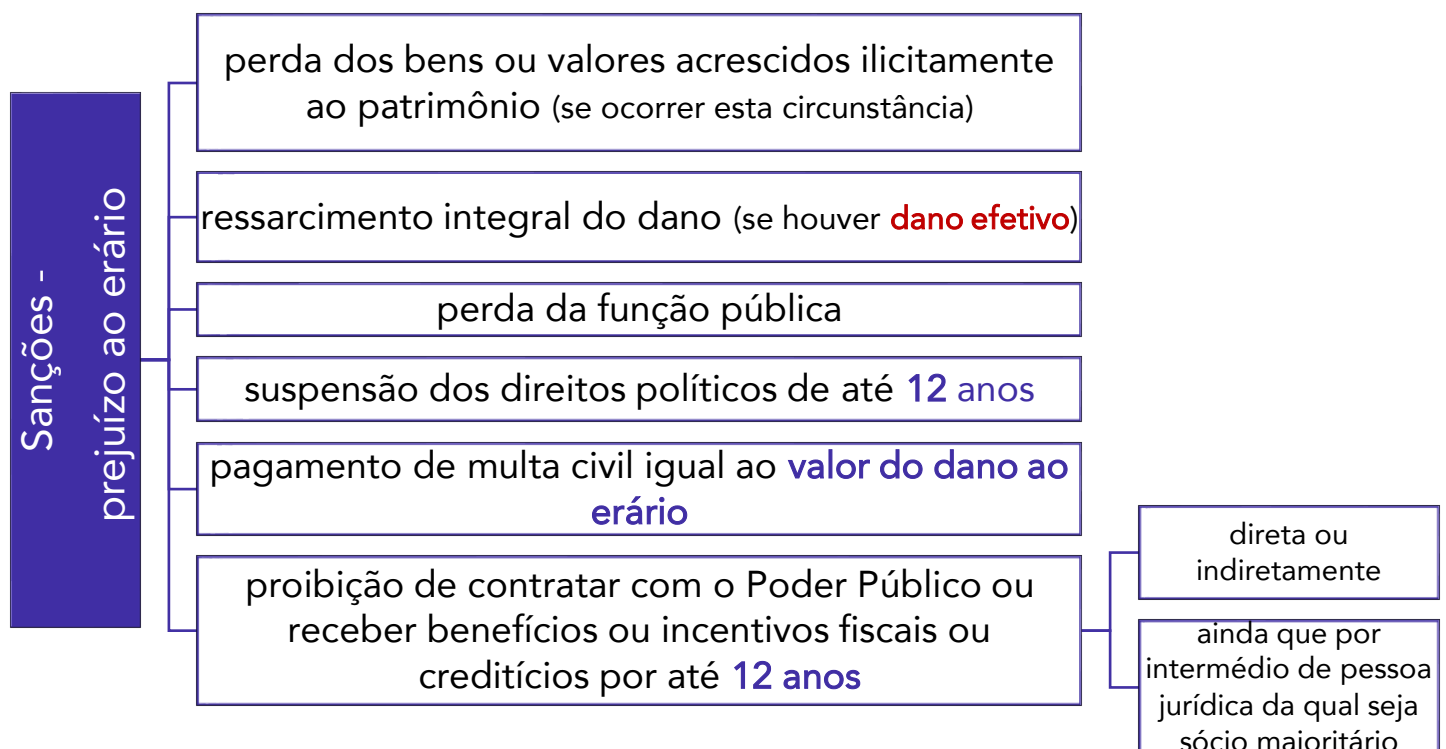 Sanções -
prejuízo ao erário
perda dos bens ou valores acrescidos ilicitamente
ao patrimônio (se ocorrer esta circunstância)
ressarcimento integral do dano (se houver dano efetivo)
perda da função pública
suspensão dos direitos políticos de até 12 anos
pagamento de multa civil igual ao valor do dano ao
erário
proibição de contratar com o Poder Público ou
receber benefícios ou incentivos fiscais ou
creditícios por até 12 anos
direta ou
indiretamente
ainda que por
intermédio de pessoa
jurídica da qual seja
sócio majoritário